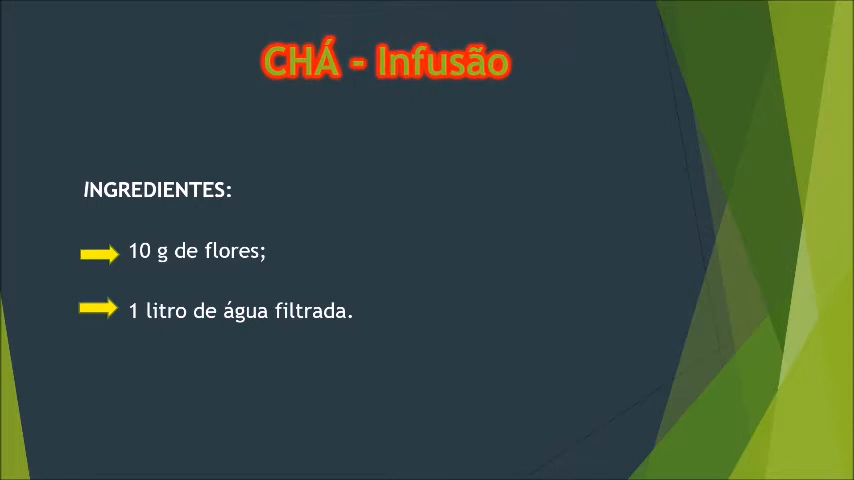 CHÁ - Infusão
INGREDIENTES:
10 g de flores;
1 litro de água filtrada.